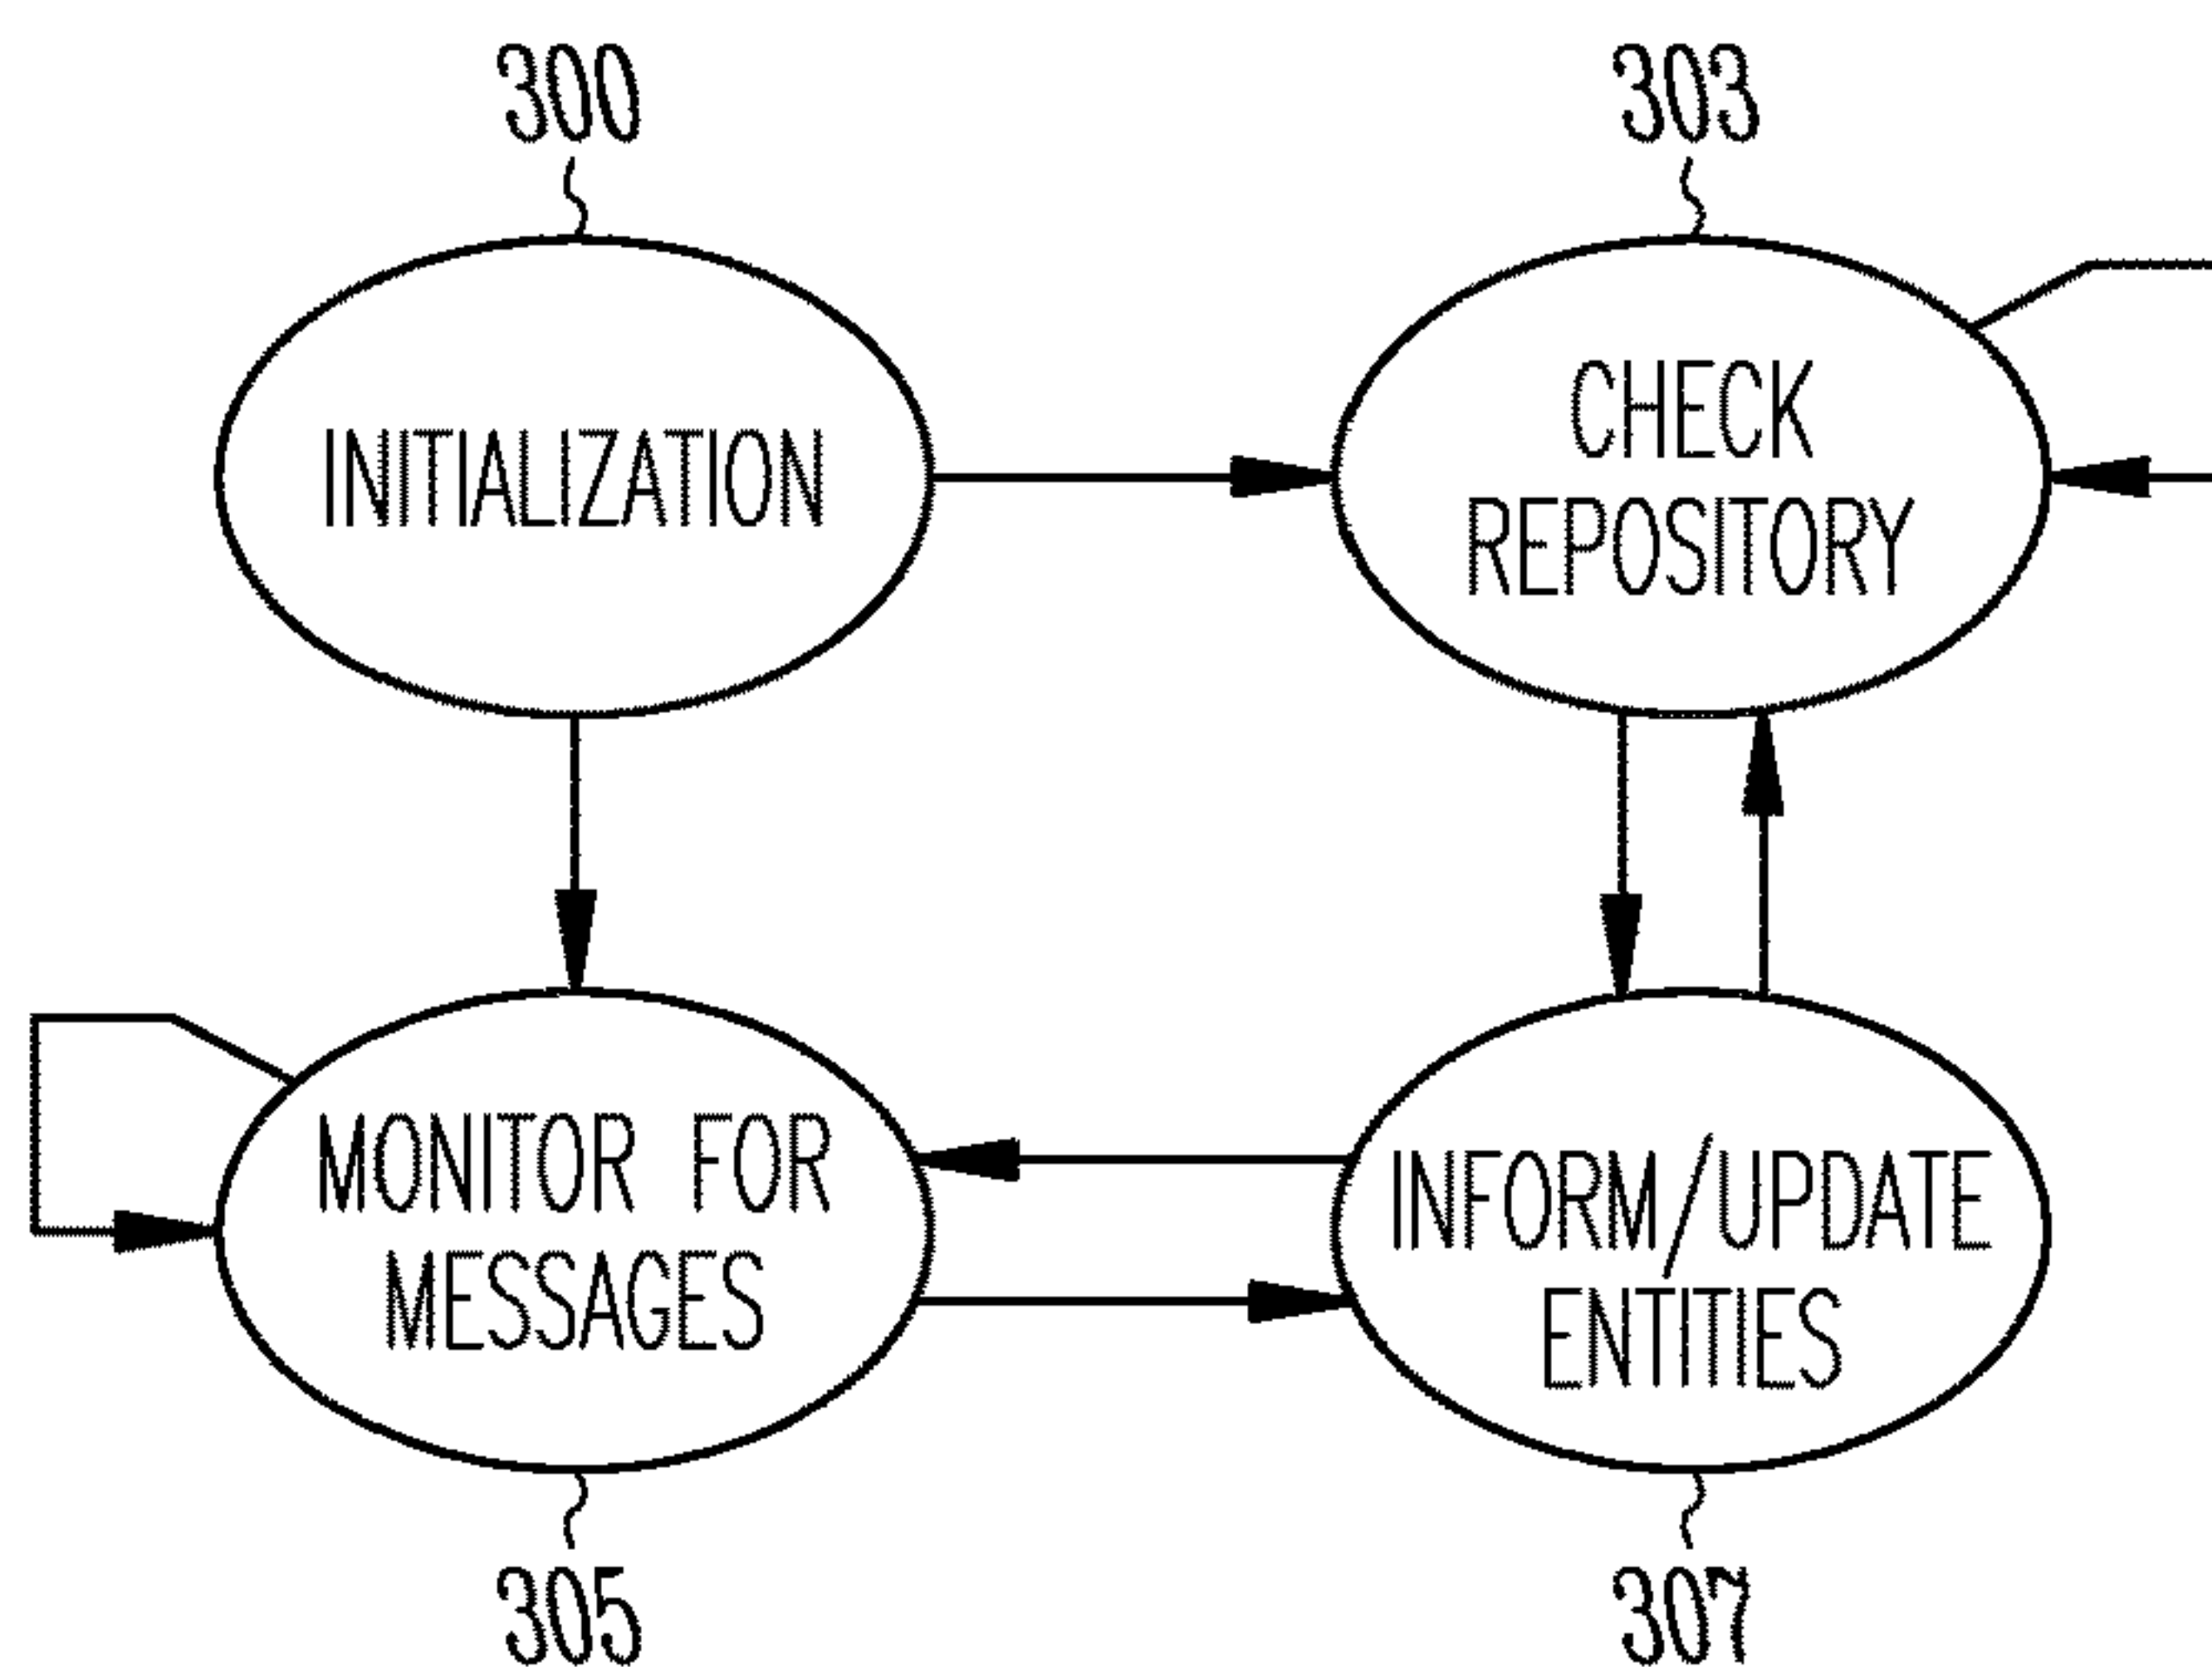 300
303
INITIALIZATION
CHECK
REPOSITORY
MONITOR FOR
MESSAGES
INFORM/UPDATE
ENTITIES
305
307